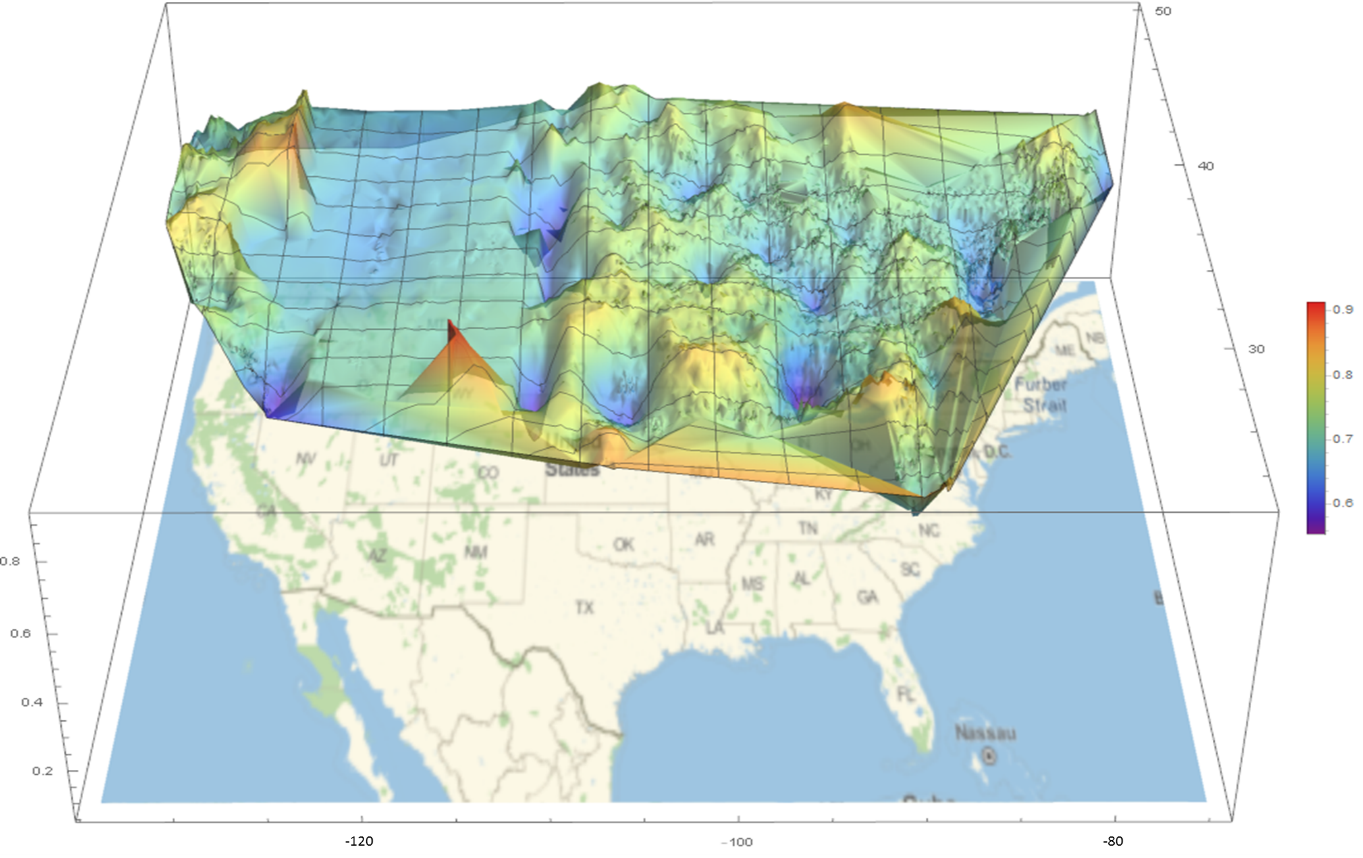 50
40
30
0.9
0.8
0.7
0.6
ME
NB
Furber
Strait
D.C.
WY
OH
NV
UT
CO
States
KY
CA
AZ
NM
OK
AR
TN
NC
SC
MS
AL
GA
TX
LA
FL
Nassau
0.8
0.6
0.4
0.2
-120
-100
-80